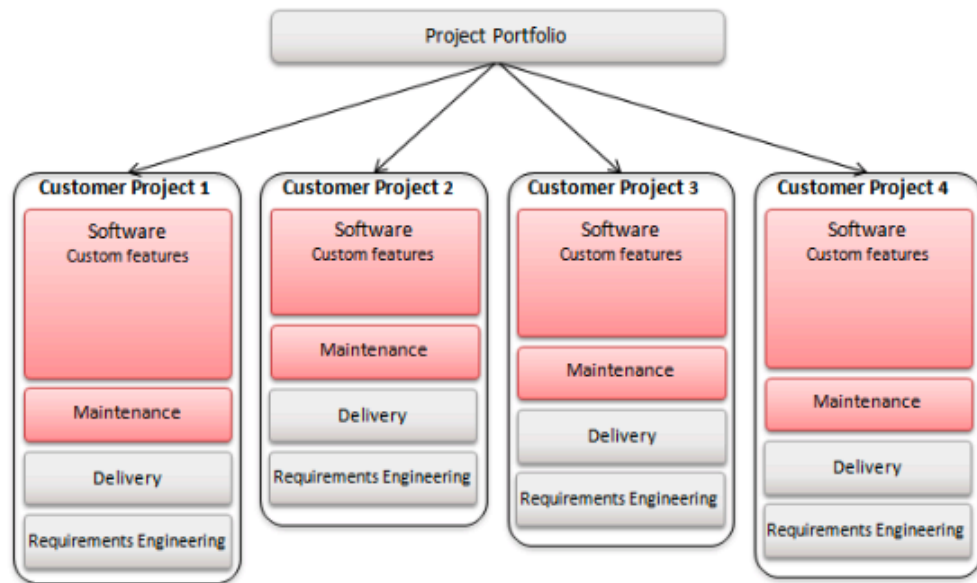 Project Portfolio
Customer Project 1
Software
Custom features
Maintenance
Delivery
Requirements Engineering
Customer Project 2
Software
Custom features
Maintenance
Delivery
Requirements Engineering
Customer Project 3
Software
Custom features
Maintenance
Delivery
Requirements Engineering
Customer Project 4
Software
Custom features
Maintenance
Delivery
Requirements Engineering